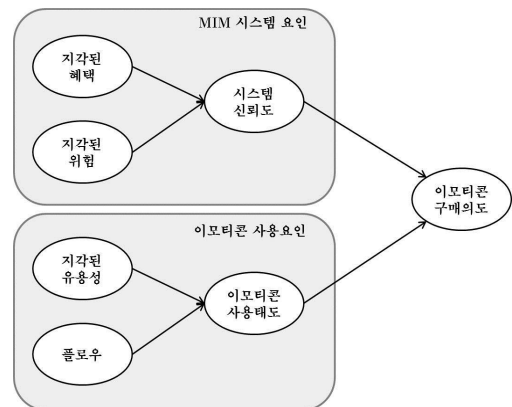 MIM 시스템 요인
지각된
혜택
시스템
신뢰도
지각된
위험
이모티콘
구매의도
이모티콘 사용요인
지각된
유용성
이모티콘
사용태도
플로우